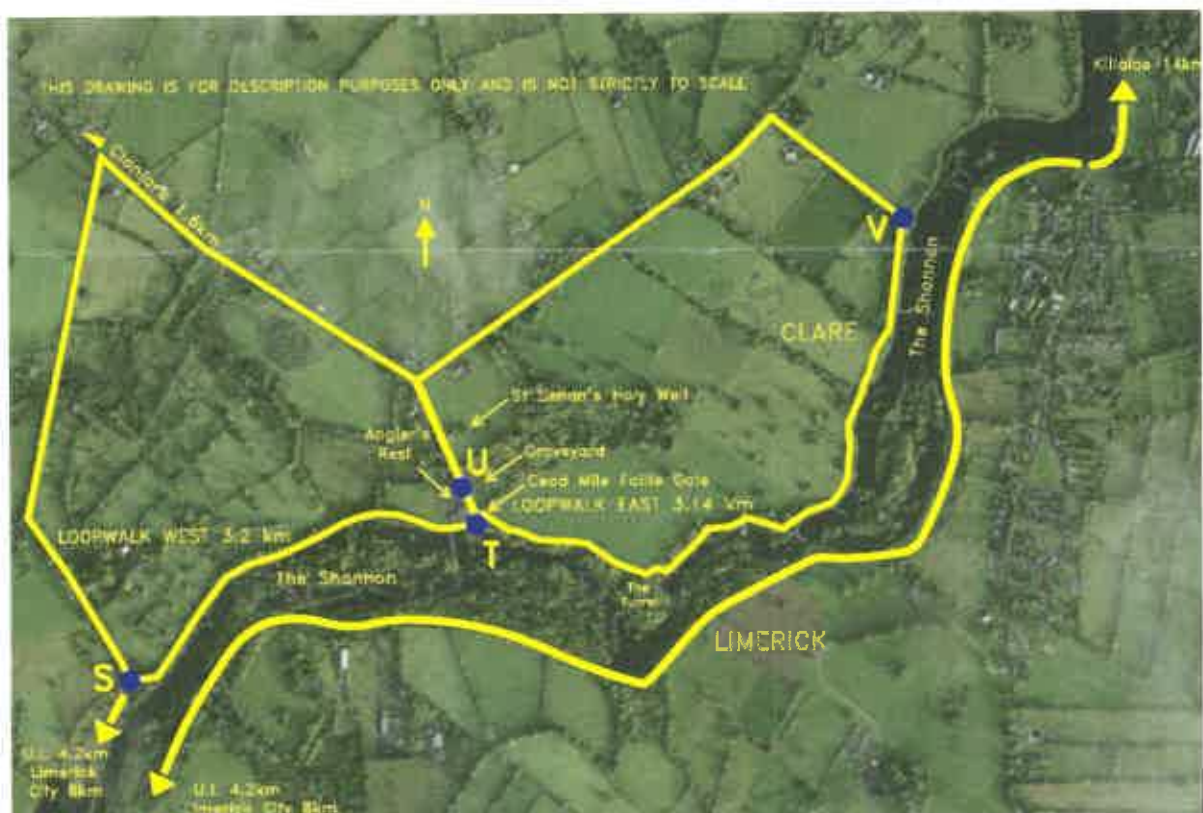 Killaloe 14km
THIS DRAWING IS FOR DESCRIPTION PURPOSES ONLY AND IS NOT STRICTLY TO SCALE
Clonlara 1.6km
N
V
The Shannon
CLARE
St Senan's Holy Well
Angler's
Rest
U
Graveyard
Cead Mile Failte Gate
LOOPWALK EAST 3.14 km
LOOPWALK WEST 3.2 km
T
The Shannon
The
LIMERICK
S
U.L. 4.2km
Limerick
City 8km
U.L. 4.2km
Limerick City 8km